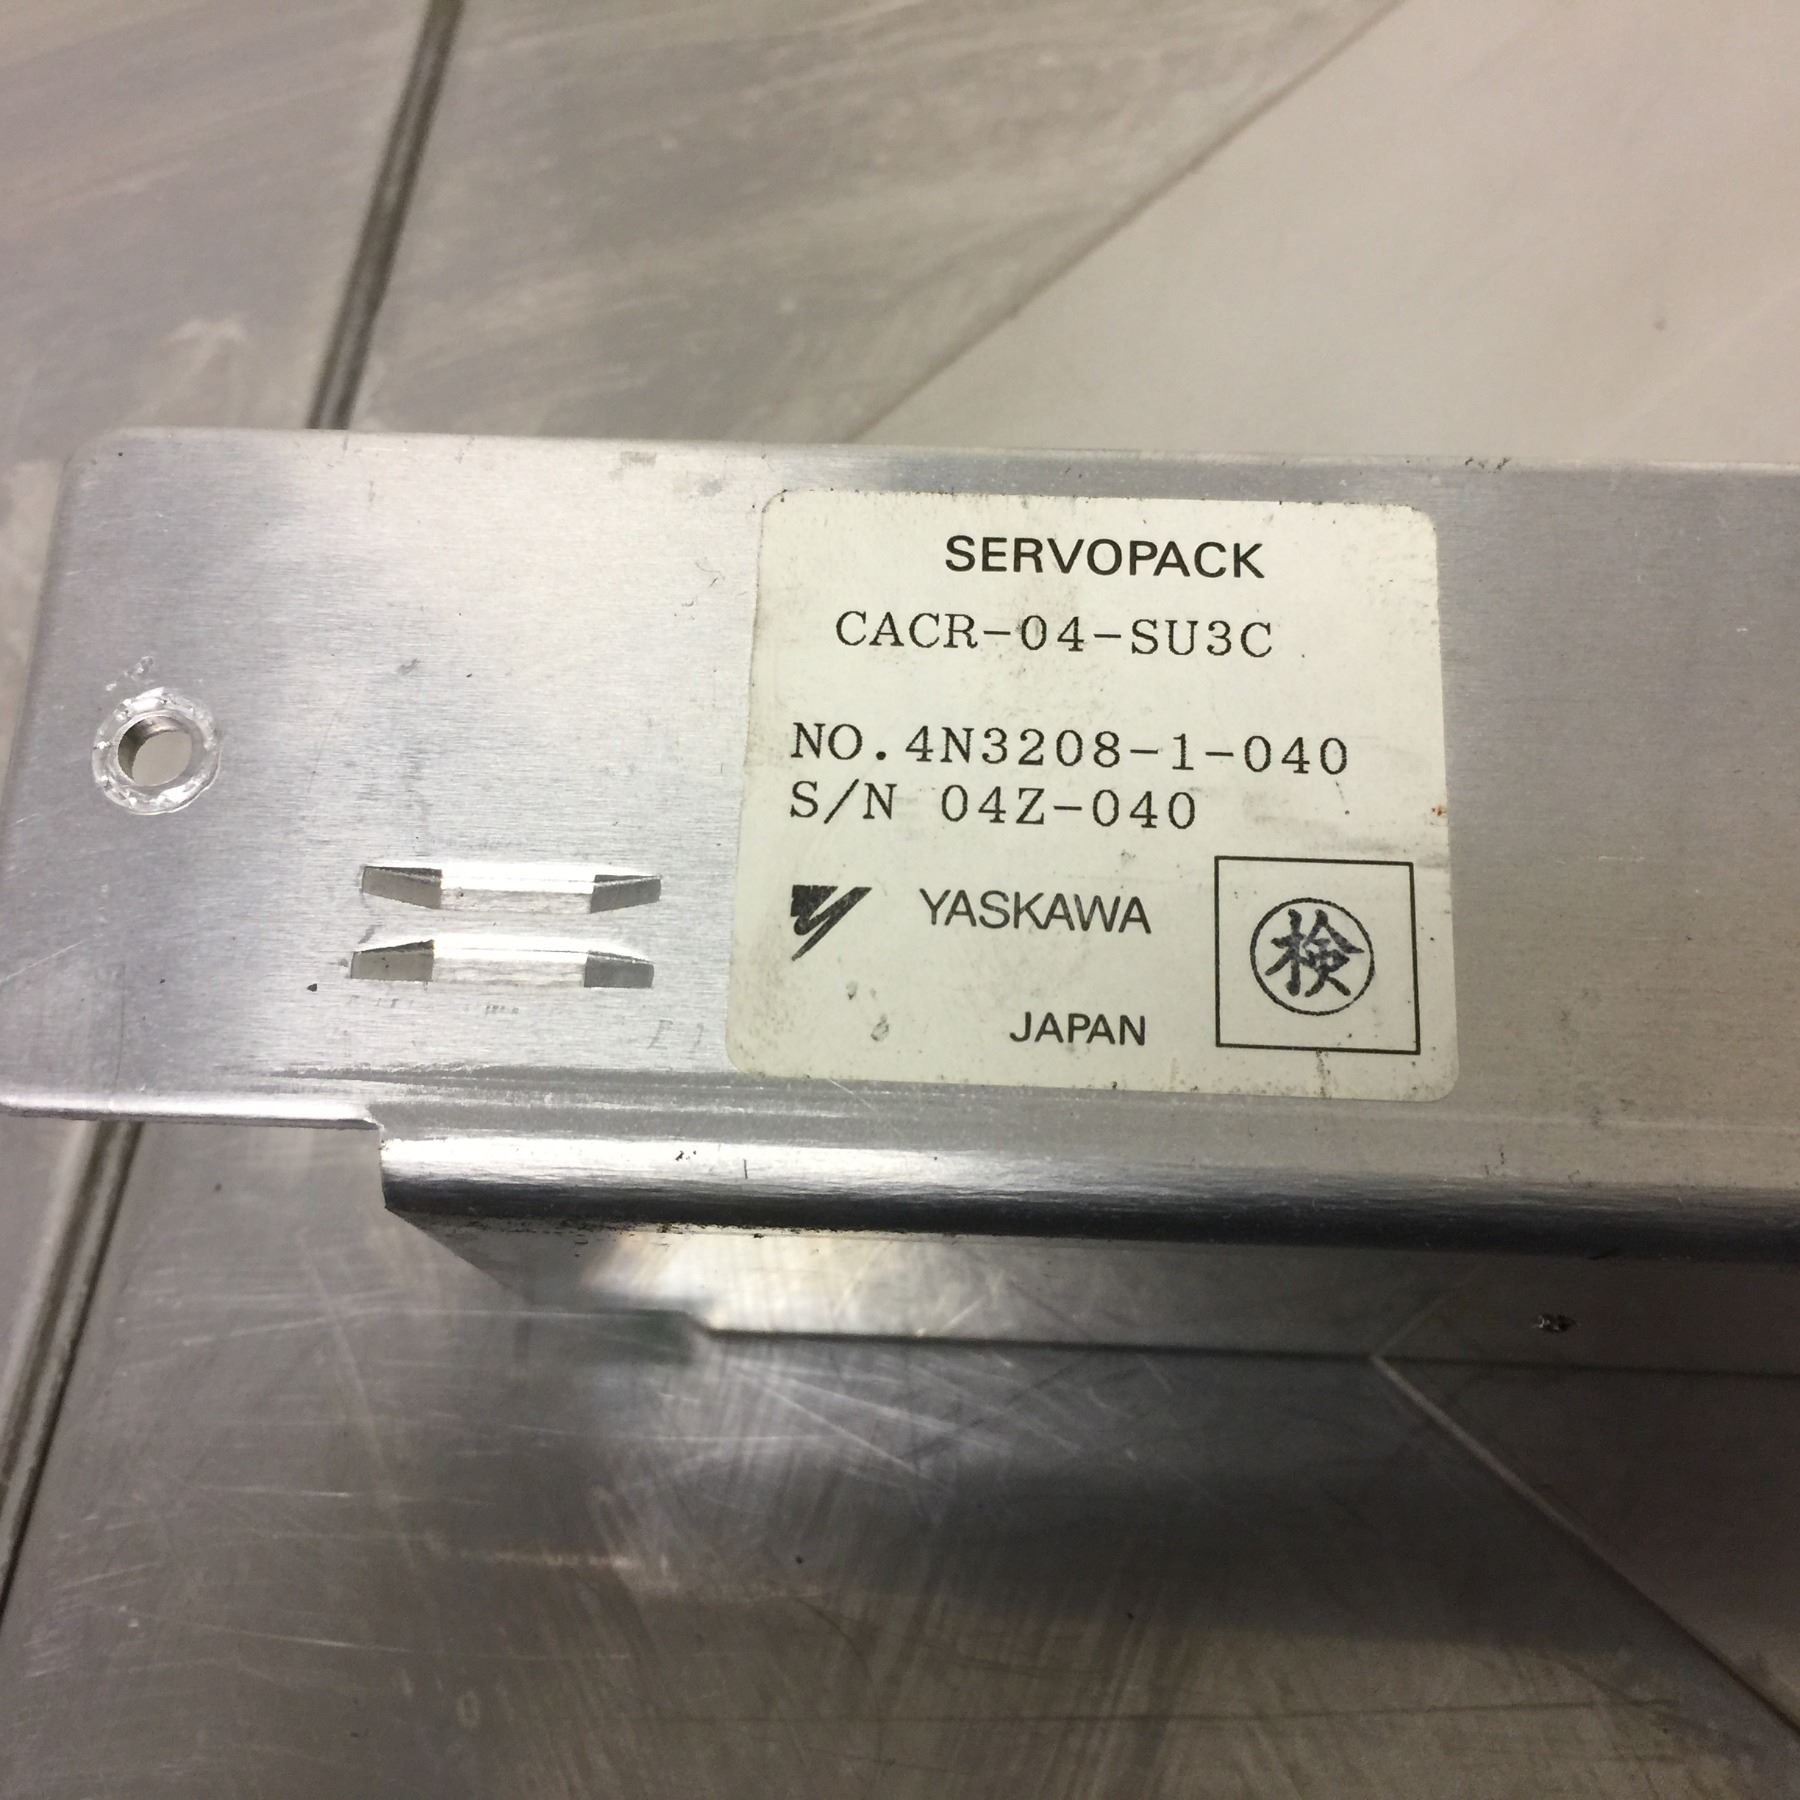 SERVOPACK
CACR-04-SU3C
NO.4N3208-1-040
S/N 04Z-040
YASKAWA
検
JAPAN